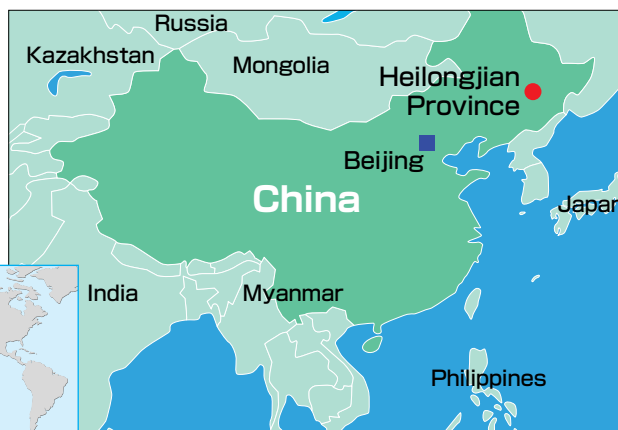 Russia
Kazakhstan
Mongolia
Heilongjian
Province
Beijing
China
Japan
India
Myanmar
Philippines